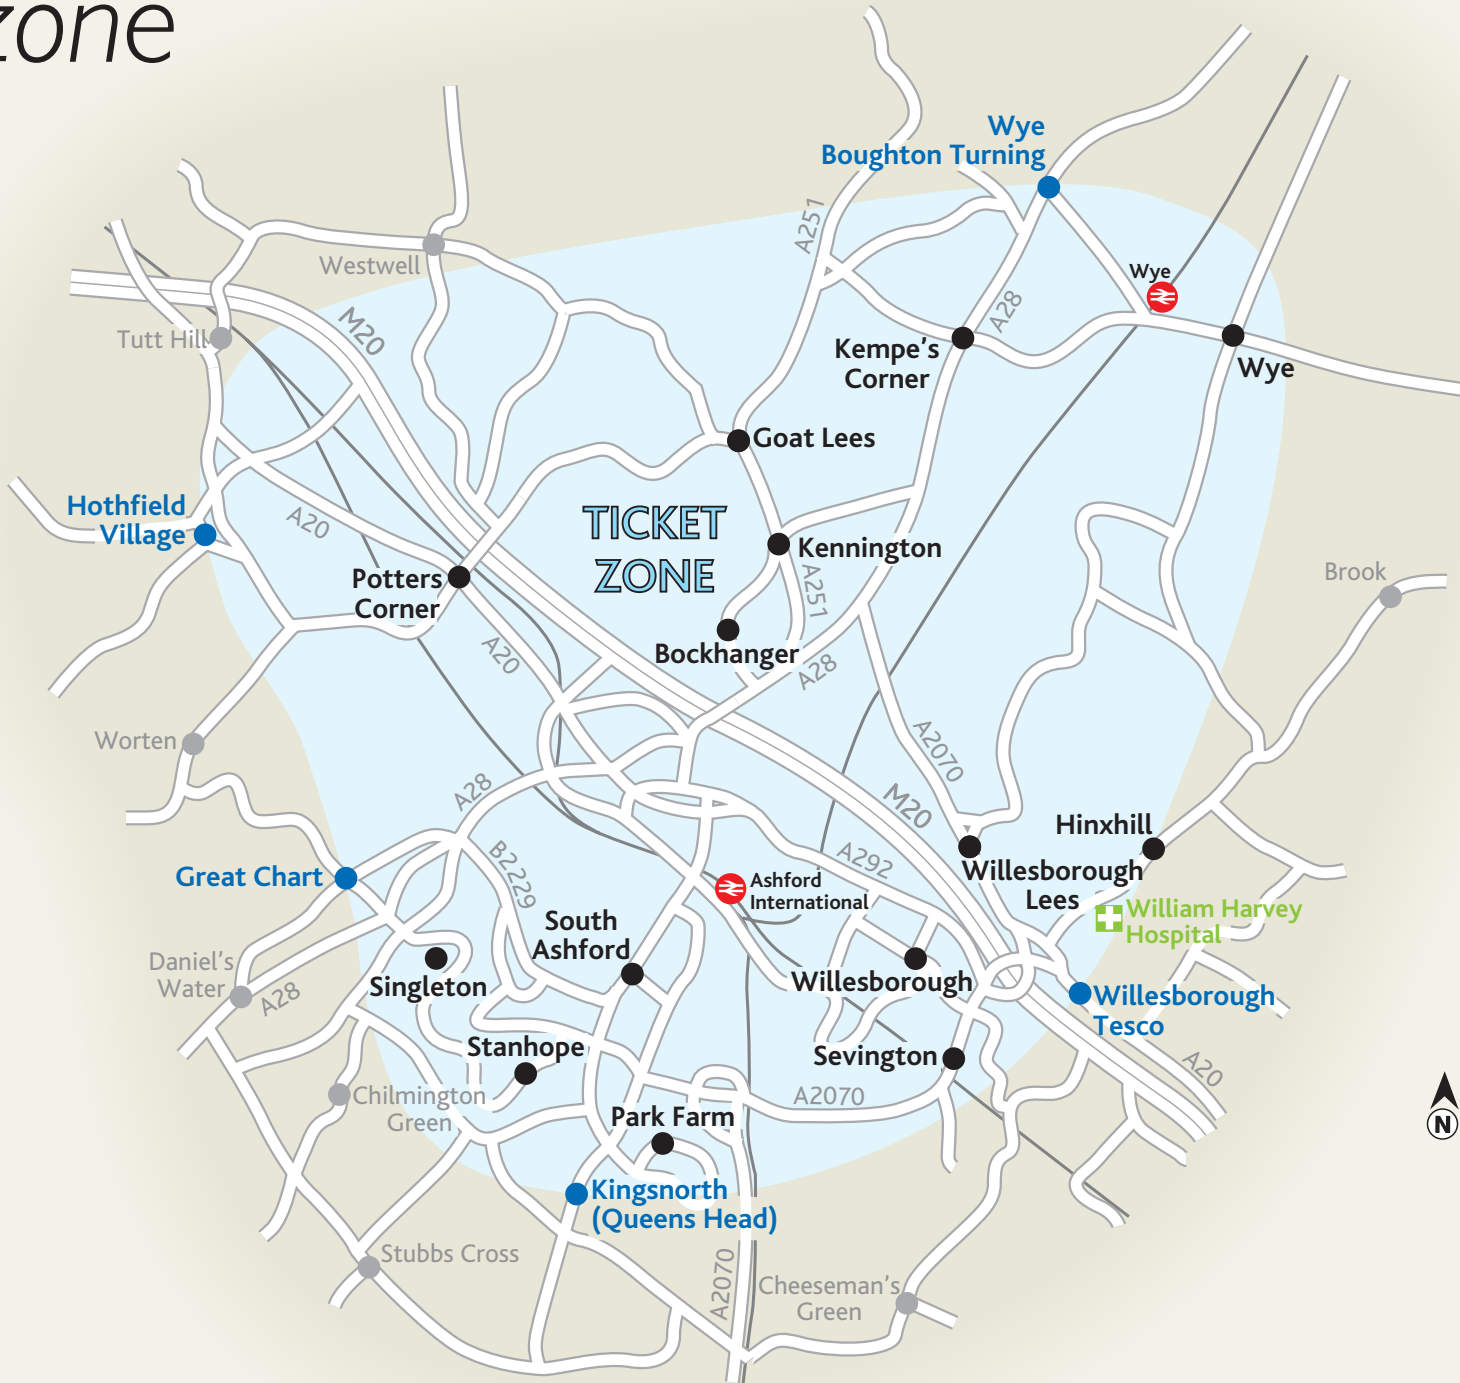 zone
Wye
Boughton Turning
A251
Westwell
Wye
M20
Tutt Hill
A28
Kempe's
Corner
Wye
Goat Lees
Hothfield
Village
A20
TICKET
ZONE
Kennington
Potters
Corner
A251
Brook
Bockhanger
A20
A28
Worten
A2070
A28
M20
Hinxhill
B2229
A292
Willesborough
Lees
Great Chart
Ashford
International
William Harvey
Hospital
South
Ashford
Daniel's
Water
A28
Singleton
Willesborough
Willesborough
Tesco
Stanhope
Sevington
A20
Chilmington
Green
A2070
Park Farm
N
Kingsnorth
(Queens Head)
Stubbs Cross
A2070
Cheeseman's
Green